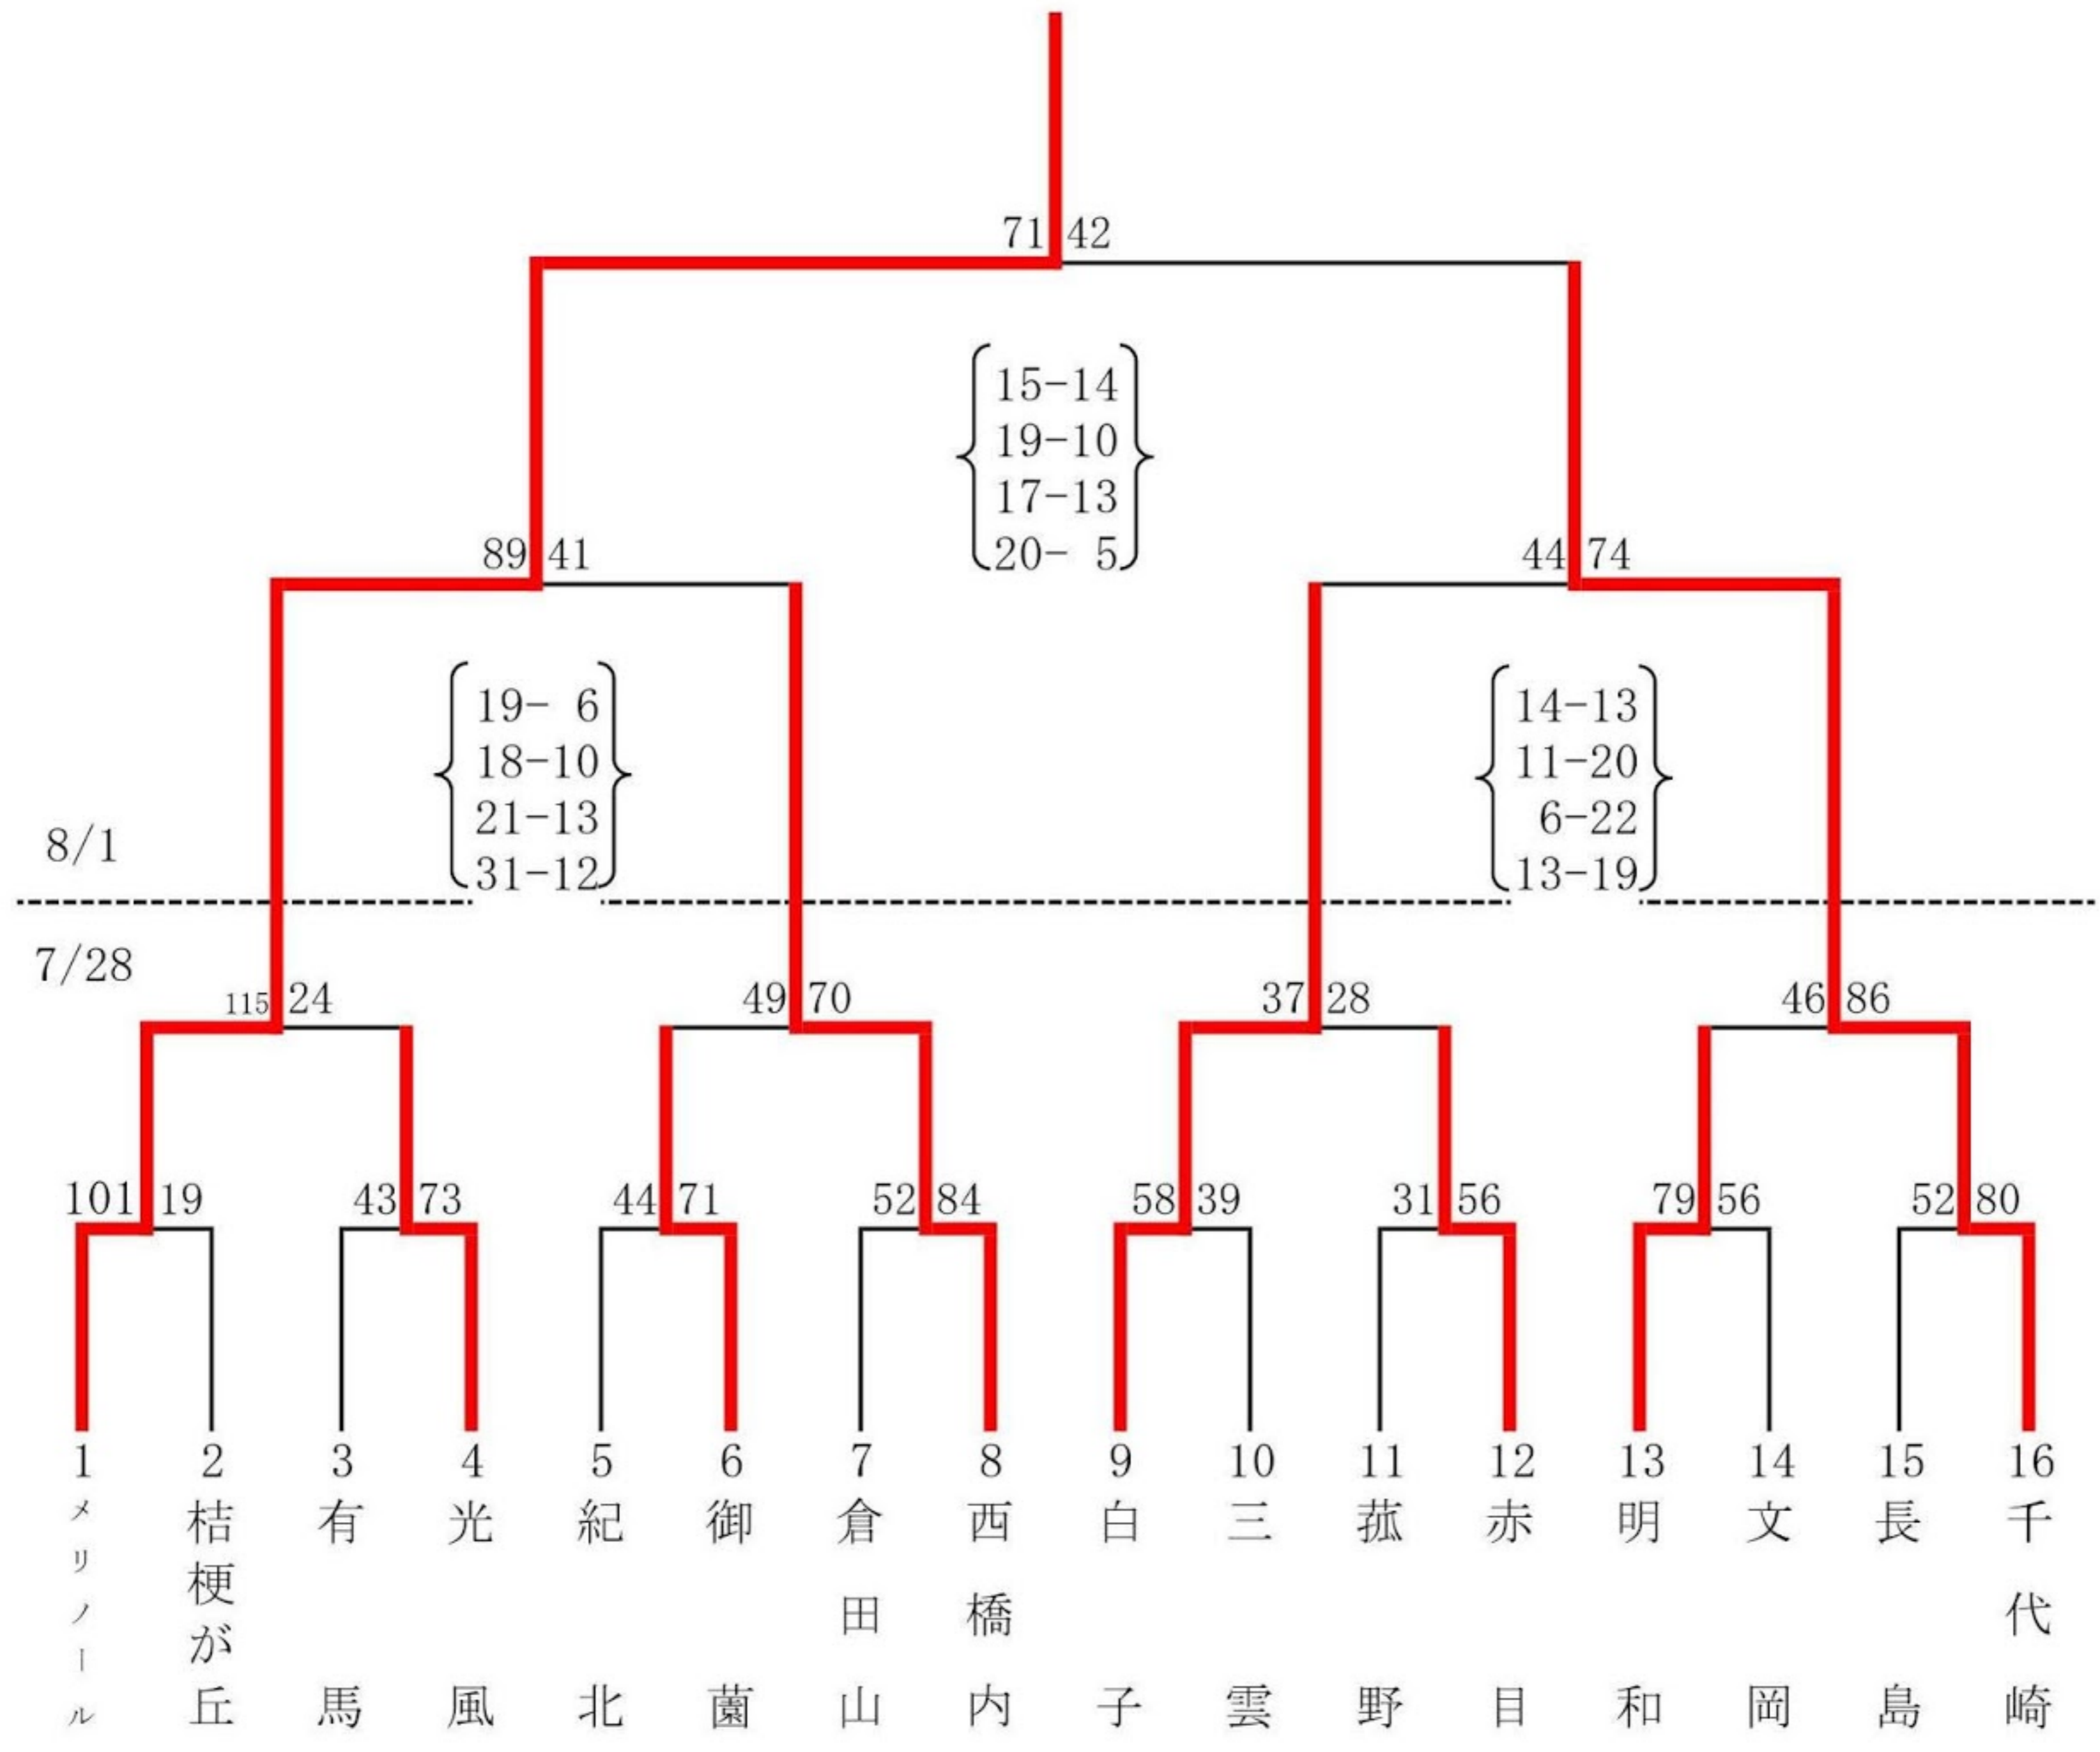 71 42
15-14
19-10
17-13
20- 5
89 41
44 74
19- 6
18-10
21-13
31-12
14-13
11-20
6-22
13-19
8/1
7/28
115 24
49 70
37 28
46 86
101 19
43 73
44 71
52 84
58 39
31 56
79 56
52 80
1 2 3 4 5 6 7 8 9 10 11 12 13 14 15 16
メリノール
桔梗が丘
有馬
光風
紀北
御薗
倉田山
西橋内
白子
三雲
菰野
赤目
明和
文岡
長島
千代崎